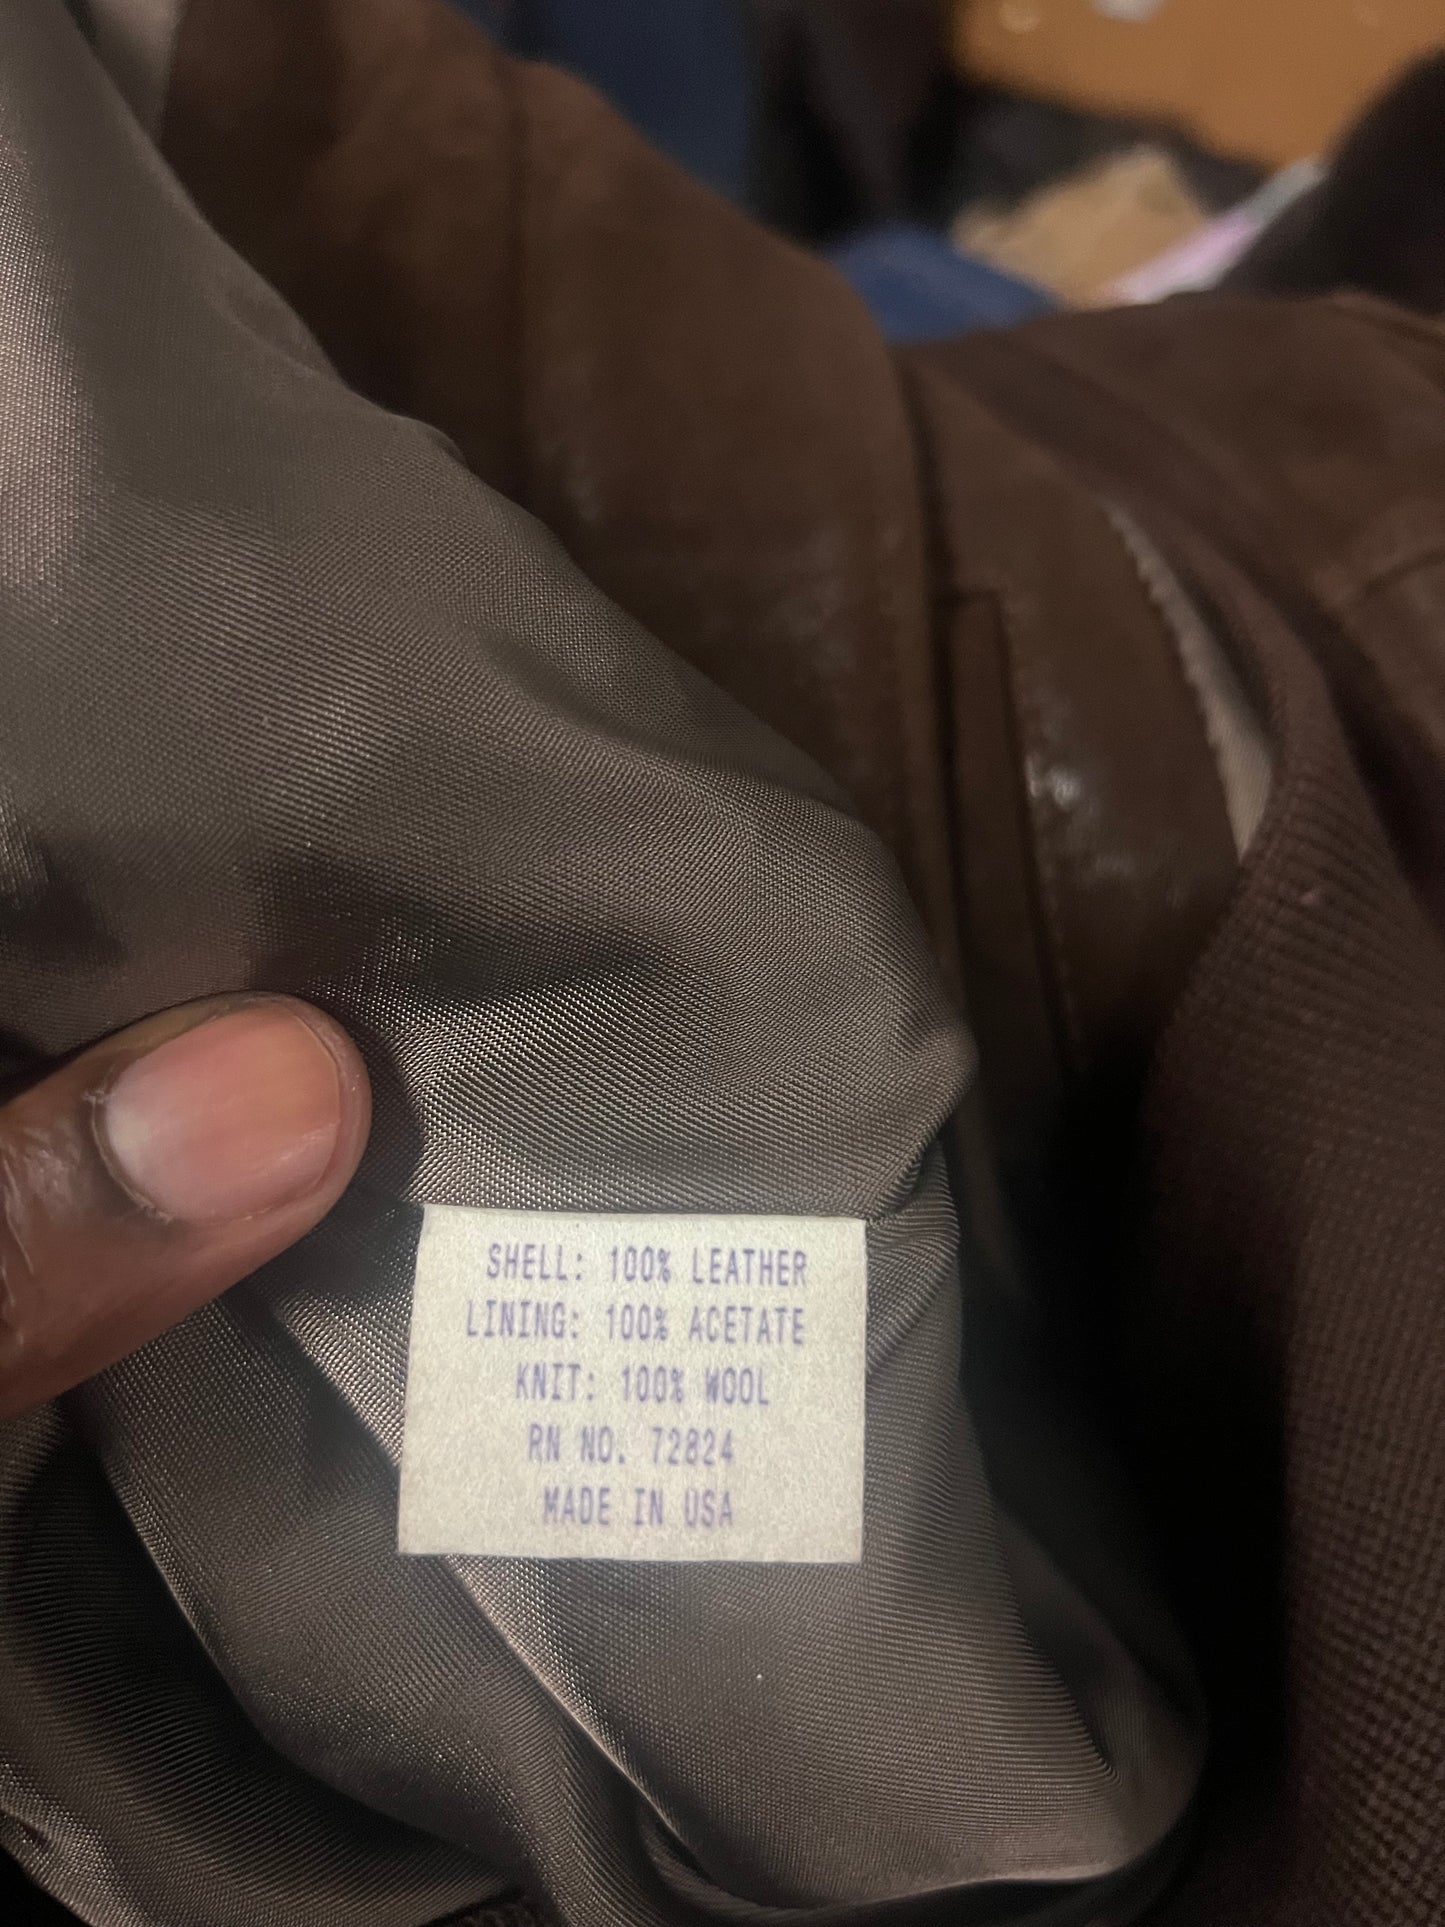 SHELL: 100% LEATHER
LINING: 100% ACETATE
KNIT: 100% WOOL
RN NO. 72824
MADE IN USA